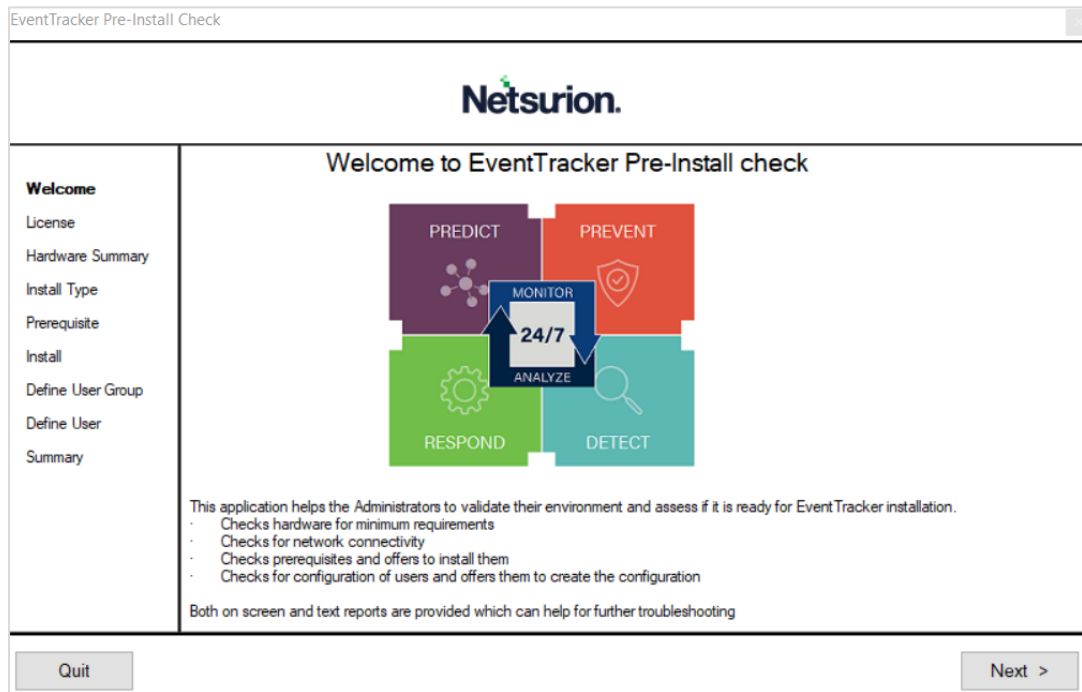 EventTracker Pre-Install Check
Netsurion.
Welcome to EventTracker Pre-Install check
Welcome
License
Hardware Summary
Install Type
Prerequisite
Install
Define User Group
Define User
Summary
PREDICT
PREVENT
MONITOR
24/7
ANALYZE
RESPOND
DETECT
This application helps the Administrators to validate their environment and assess if it is ready for EventTracker installation.
· Checks hardware for minimum requirements
· Checks for network connectivity
· Checks prerequisites and offers to install them
· Checks for configuration of users and offers them to create the configuration
Both on screen and text reports are provided which can help for further troubleshooting
Quit
Next >